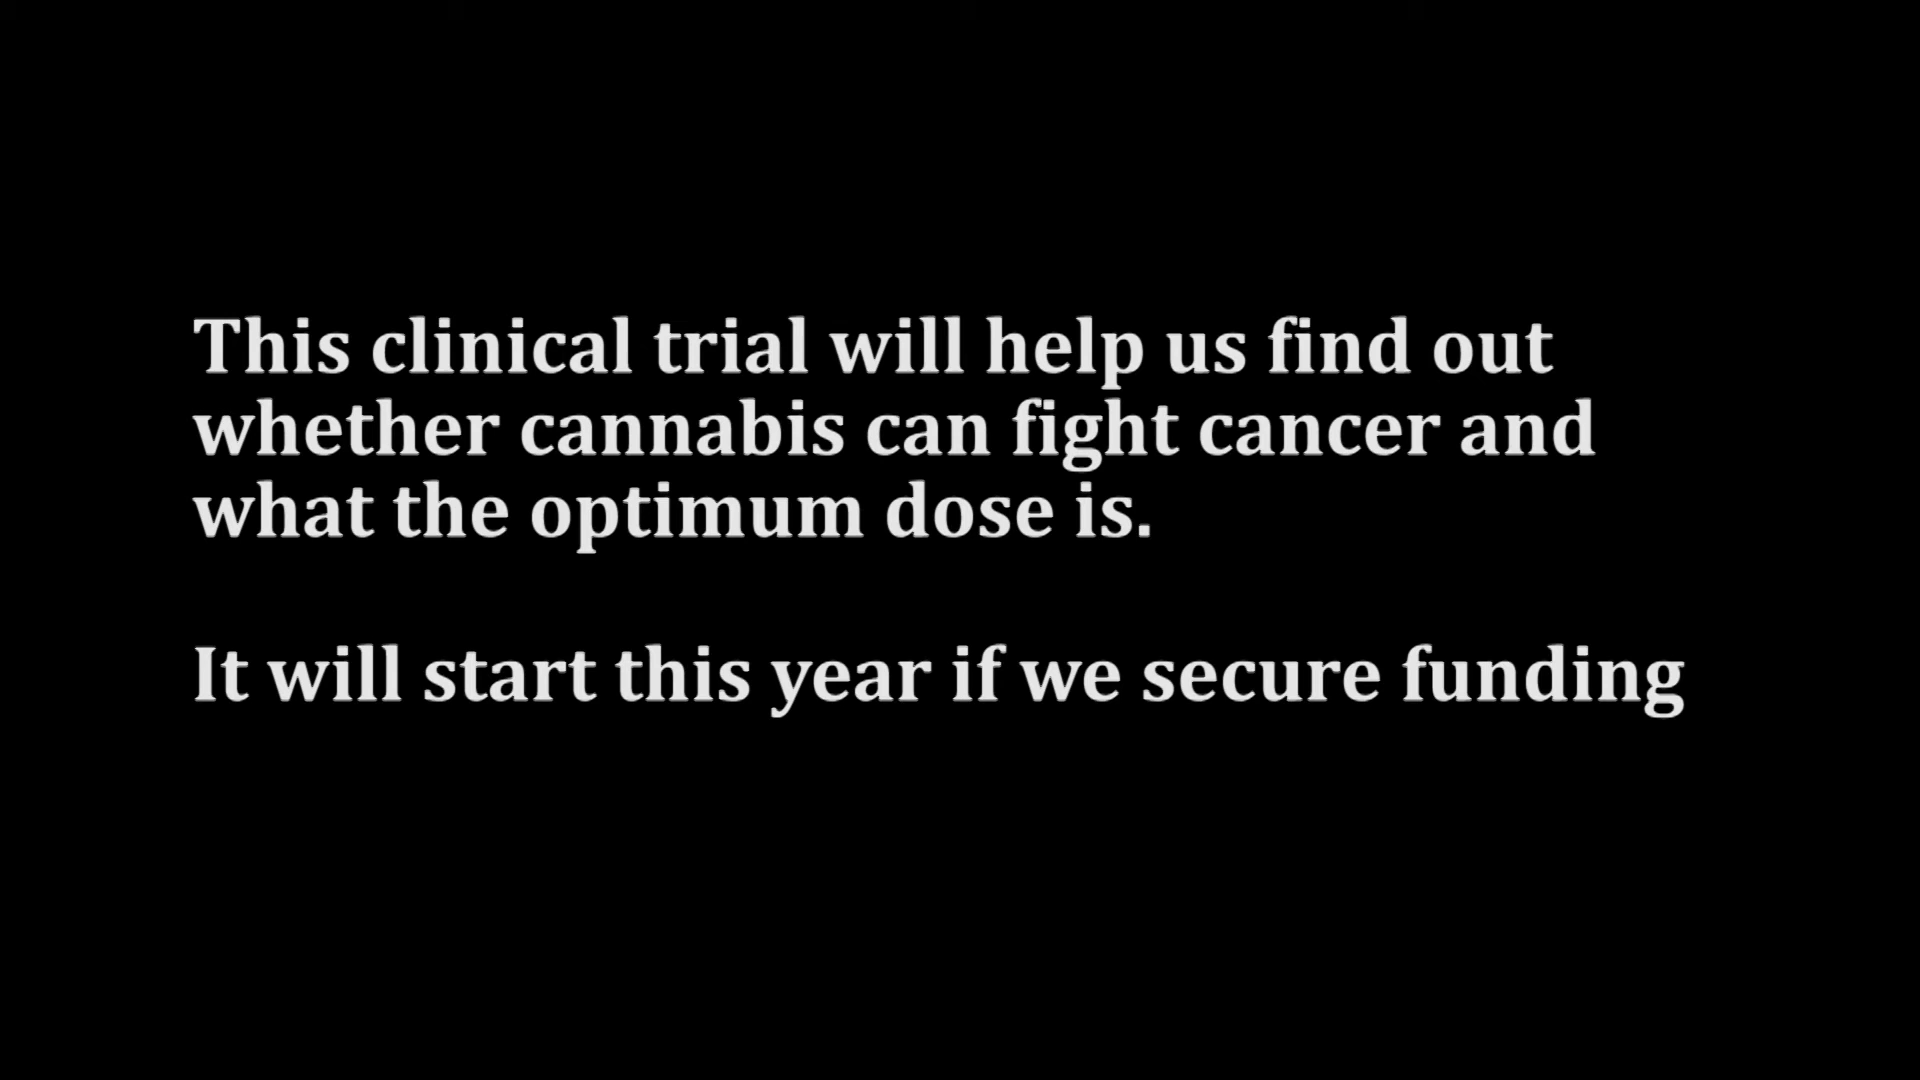 This clinical trial will help us find out
whether cannabis can fight cancer and
what the optimum dose is.
It will start this year if we secure funding